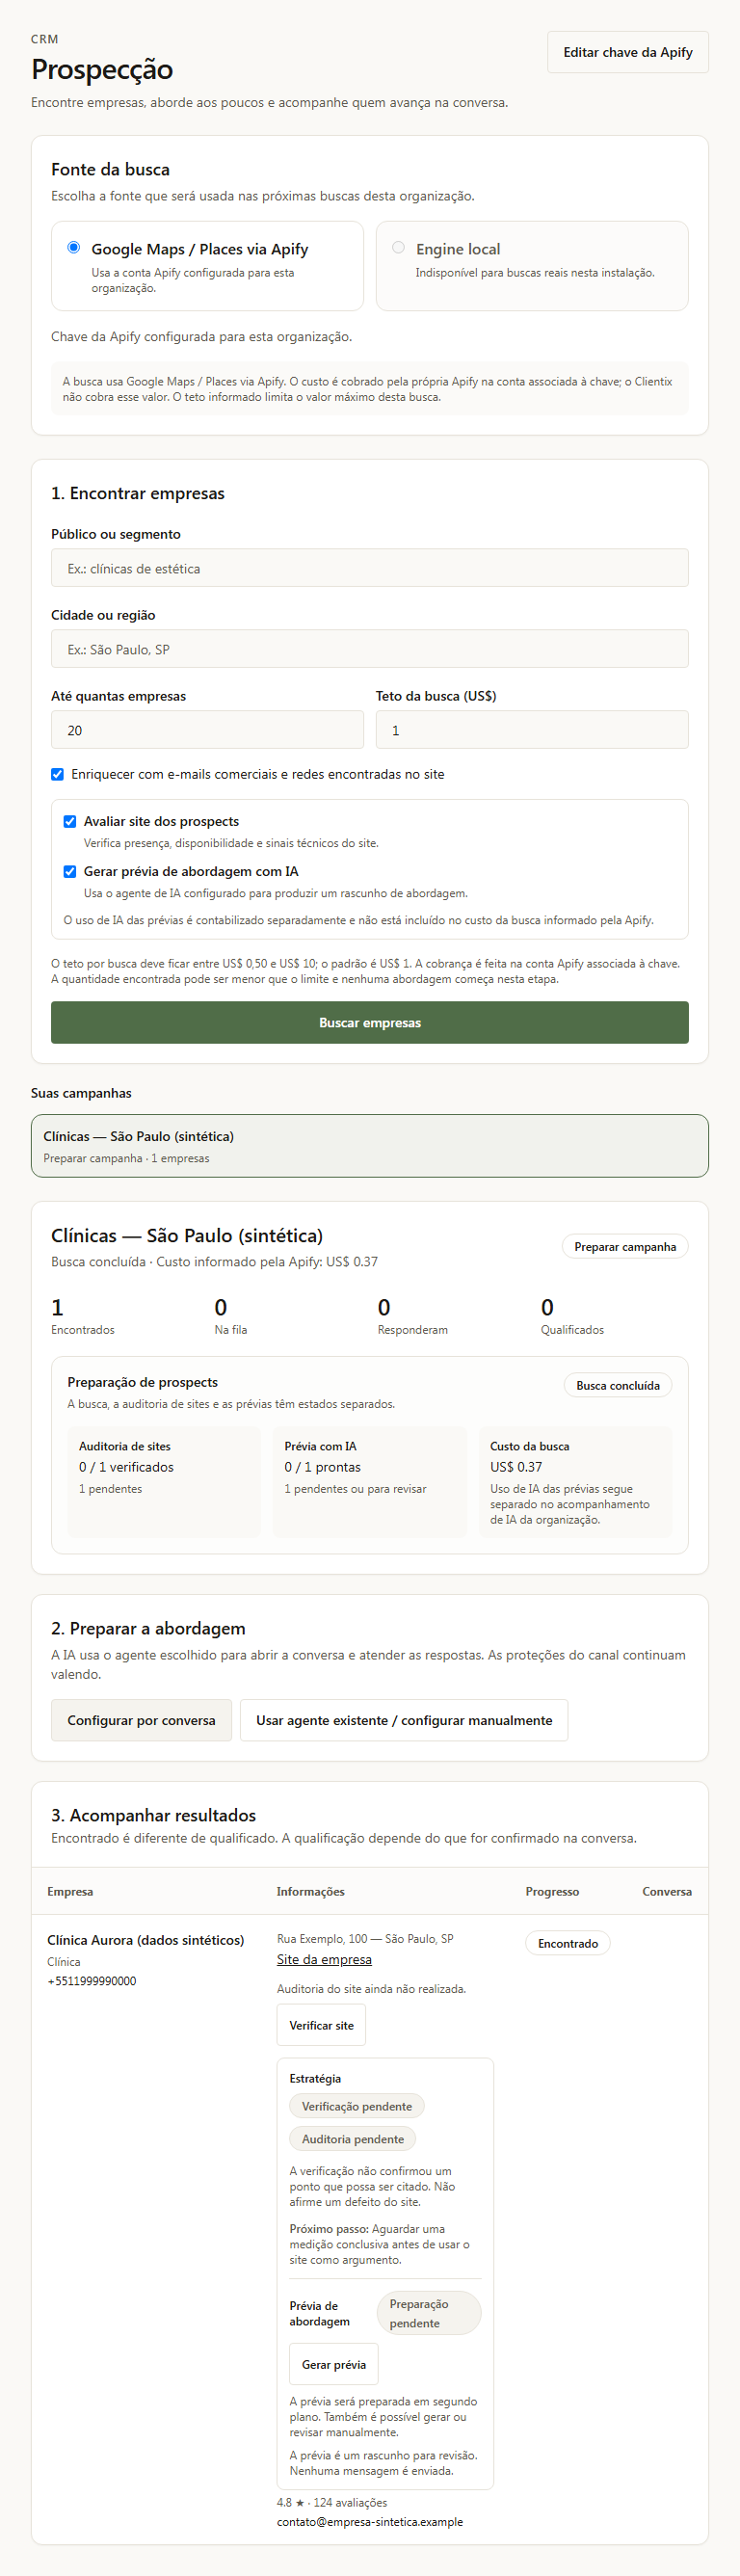 CRM
Prospecção
Editar chave da Apify
Encontre empresas, aborde aos poucos e acompanhe quem avança na conversa.
Fonte da busca
Escolha a fonte que será usada nas próximas buscas desta organização.
Google Maps / Places via Apify
Usa a conta Apify configurada para esta
organização.
Engine local
Indisponível para buscas reais nesta instalação.
Chave da Apify configurada para esta organização.
A busca usa Google Maps / Places via Apify. O custo é cobrado pela própria Apify na conta associada à chave; o Clientix
não cobra esse valor. O teto informado limita o valor máximo desta busca.
1. Encontrar empresas
Público ou segmento
Ex.: clínicas de estética
Cidade ou região
Ex.: São Paulo, SP
Até quantas empresas
Teto da busca (US$)
20
1
Enriquecer com e-mails comerciais e redes encontradas no site
Avaliar site dos prospects
Verifica presença, disponibilidade e sinais técnicos do site.
Gerar prévia de abordagem com IA
Usa o agente de IA configurado para produzir um rascunho de abordagem.
O uso de IA das prévias é contabilizado separadamente e não está incluído no custo da busca informado pela Apify.
O teto por busca deve ficar entre US$ 0,50 e US$ 10; o padrão é US$ 1. A cobrança é feita na conta Apify associada à chave.
A quantidade encontrada pode ser menor que o limite e nenhuma abordagem começa nesta etapa.
Buscar empresas
Suas campanhas
Clínicas — São Paulo (sintética)
Preparar campanha · 1 empresas
Clínicas — São Paulo (sintética)
Busca concluída · Custo informado pela Apify: US$ 0.37
Preparar campanha
1
Encontrados
0
Na fila
0
Responderam
0
Qualificados
Preparação de prospects
A busca, a auditoria de sites e as prévias têm estados separados.
Busca concluída
Auditoria de sites
0 / 1 verificados
1 pendentes
Prévia com IA
0 / 1 prontas
1 pendentes ou para revisar
Custo da busca
US$ 0.37
Uso de IA das prévias segue
separado no acompanhamento
de IA da organização.
2. Preparar a abordagem
A IA usa o agente escolhido para abrir a conversa e atender as respostas. As proteções do canal continuam
valendo.
Configurar por conversa
Usar agente existente / configurar manualmente
3. Acompanhar resultados
Encontrado é diferente de qualificado. A qualificação depende do que for confirmado na conversa.
Empresa
Informações
Progresso
Conversa
Clínica Aurora (dados sintéticos)
Clínica
+5511999990000
Rua Exemplo, 100 — São Paulo, SP
Site da empresa
Encontrado
Auditoria do site ainda não realizada.
Verificar site
Estratégia
Verificação pendente
Auditoria pendente
A verificação não confirmou um
ponto que possa ser citado. Não
afirme um defeito do site.
Próximo passo: Aguardar uma
medição conclusiva antes de usar o
site como argumento.
Prévia de
abordagem
Preparação
pendente
Gerar prévia
A prévia será preparada em segundo
plano. Também é possível gerar ou
revisar manualmente.
A prévia é um rascunho para revisão.
Nenhuma mensagem é enviada.
4.8 ★ · 124 avaliações
contato@empresa-sintetica.example